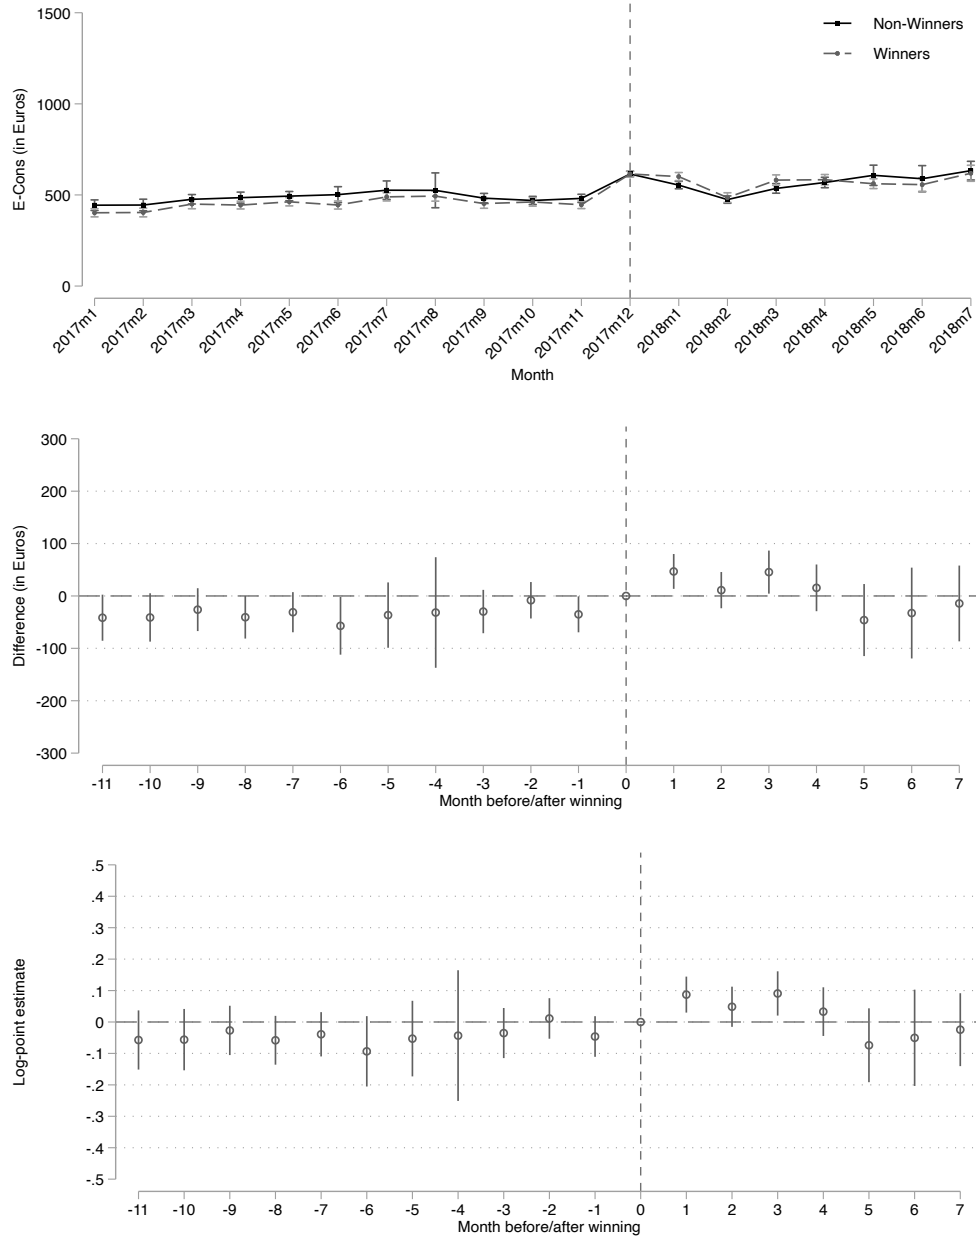 1500
1000
500
0
E-Cons (in Euros)
Non-Winners
Winners
2017m1 2017m2 2017m3 2017m4 2017m5 2017m6 2017m7 2017m8 2017m9 2017m10 2017m11 2017m12 2018m1 2018m2 2018m3 2018m4 2018m5 2018m6 2018m7
Month
300
200
100
0
-100
-200
-300
Difference (in Euros)
-11 -10 -9 -8 -7 -6 -5 -4 -3 -2 -1 0 1 2 3 4 5 6 7
Month before/after winning
.5
.4
.3
.2
.1
0
-.1
-.2
-.3
-.4
-.5
Log-point estimate
-11 -10 -9 -8 -7 -6 -5 -4 -3 -2 -1 0 1 2 3 4 5 6 7
Month before/after winning